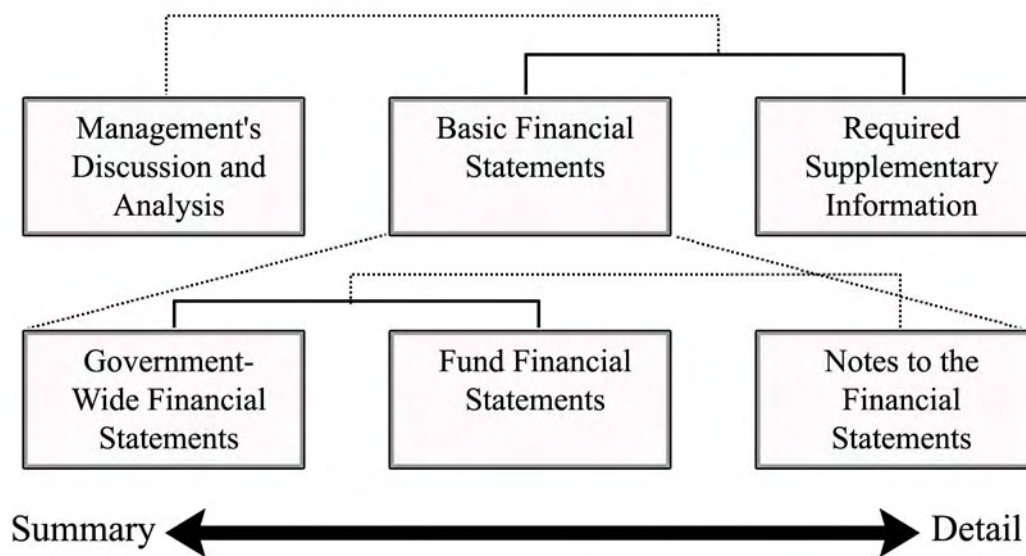 Management's
Discussion and
Analysis
Basic Financial
Statements
Required
Supplementary
Information
Government-
Wide Financial
Statements
Fund Financial
Statements
Notes to the
Financial
Statements
Summary
Detail